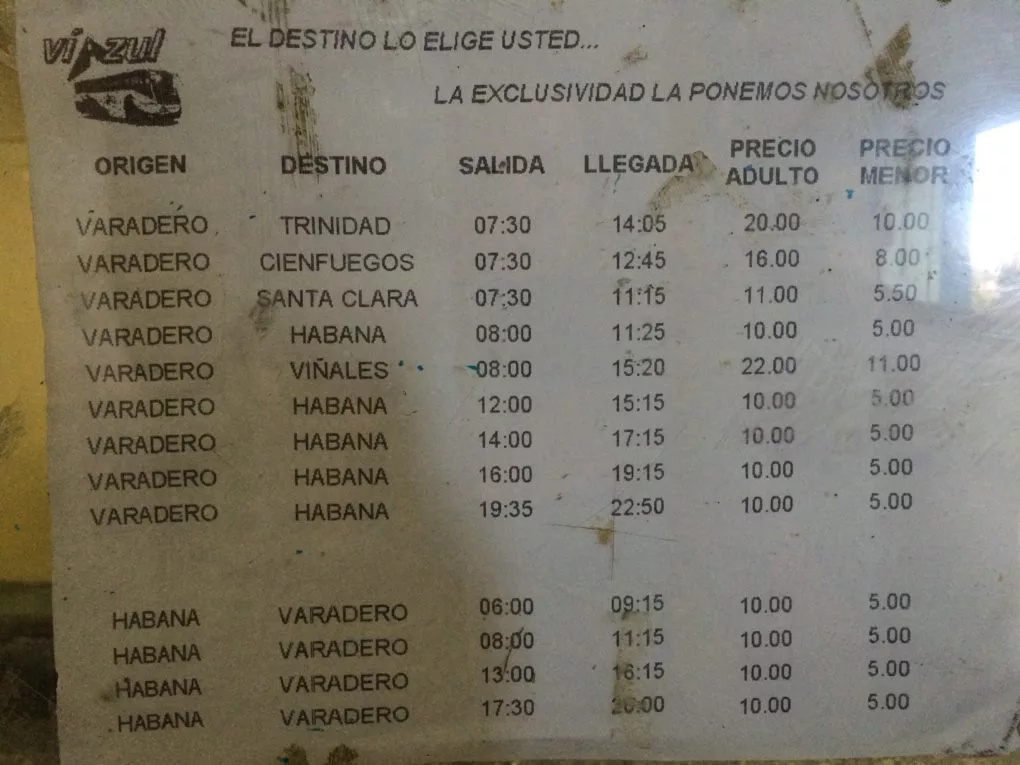 víAzul EL DESTINO LO ELIGE USTED...
LA EXCLUSIVIDAD LA PONEMOS NOSOTROS
ORIGEN DESTINO SALIDA LLEGADA PRECIO ADULTO PRECIO MENOR
VARADERO TRINIDAD 07:30 14:05 20.00 10.00
VARADERO CIENFUEGOS 07:30 12:45 16.00 8.00
VARADERO SANTA CLARA 07:30 11:15 11.00 5.50
VARADERO HABANA 08:00 11:25 10.00 5.00
VARADERO VIÑALES 08:00 15:20 22.00 11.00
VARADERO HABANA 12:00 15:15 10.00 5.00
VARADERO HABANA 14:00 17:15 10.00 5.00
VARADERO HABANA 16:00 19:15 10.00 5.00
VARADERO HABANA 19:35 22:50 10.00 5.00
HABANA VARADERO 06:00 09:15 10.00 5.00
HABANA VARADERO 08:00 11:15 10.00 5.00
HABANA VARADERO 13:00 16:15 10.00 5.00
HABANA VARADERO 17:30 20:00 10.00 5.00